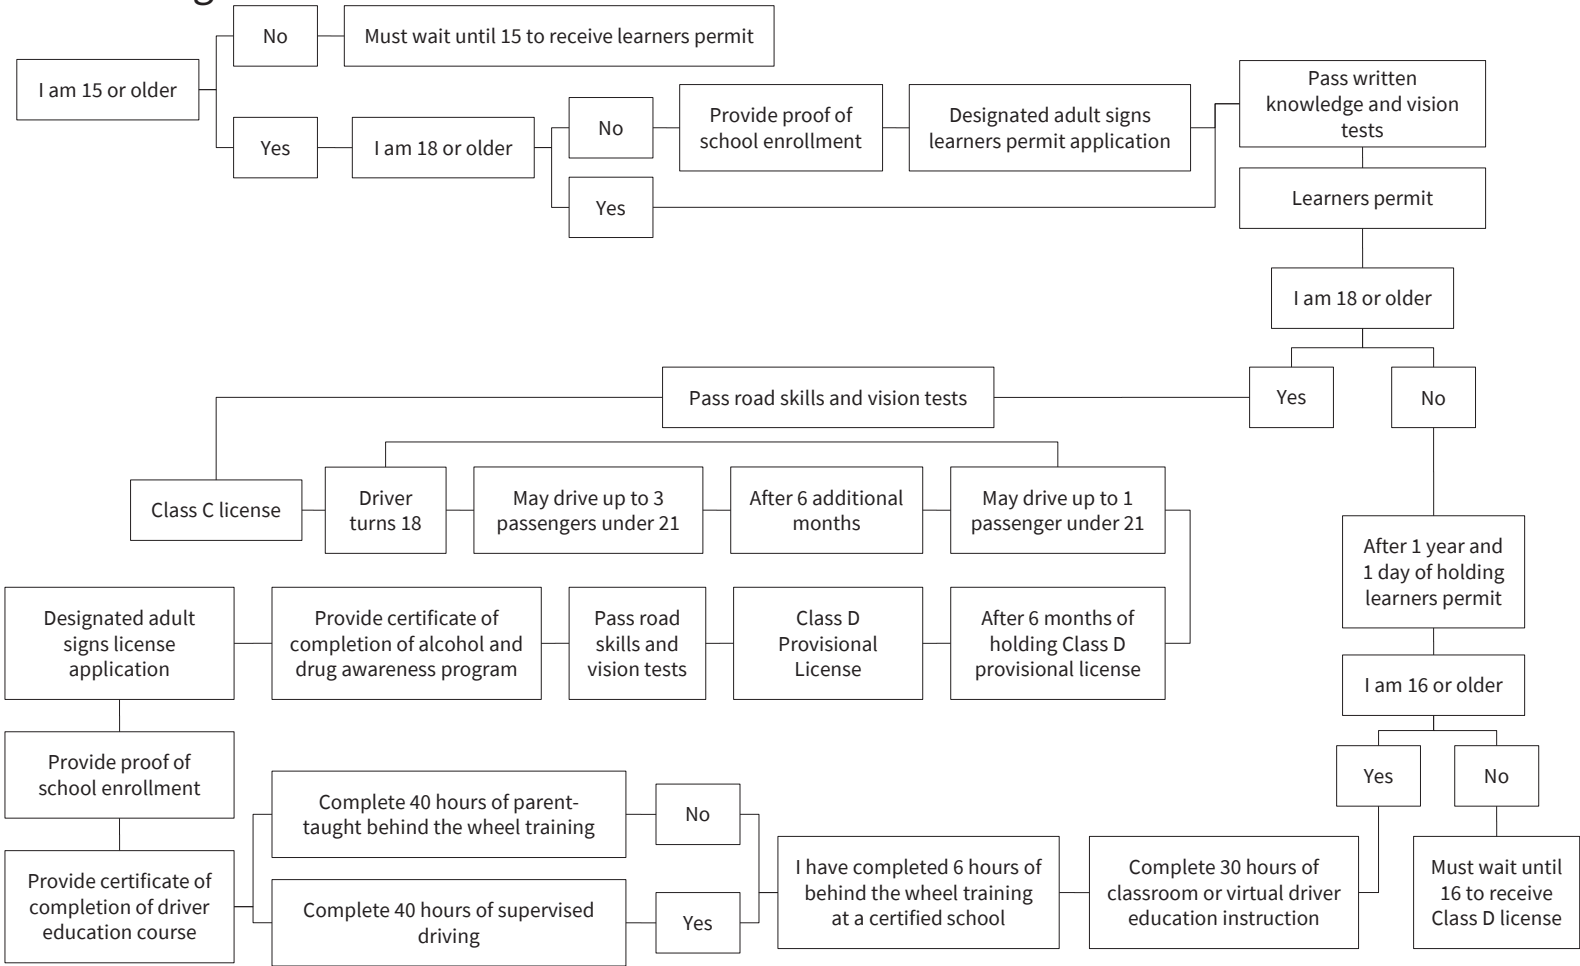 No
Must wait until 15 to receive learners permit
I am 15 or older
Yes
I am 18 or older
No
Provide proof of
school enrollment
Designated adult signs
learners permit application
Pass written
knowledge and vision
tests
Yes
Learners permit
I am 18 or older
Pass road skills and vision tests
Yes
No
Class C license
Driver
turns 18
May drive up to 3
passengers under 21
After 6 additional
months
May drive up to 1
passenger under 21
After 1 year and
1 day of holding
learners permit
Designated adult
signs license
application
Provide certificate of
completion of alcohol and
drug awareness program
Pass road
skills and
vision tests
Class D
Provisional
License
After 6 months of
holding Class D
provisional license
I am 16 or older
Provide proof of
school enrollment
Yes
No
Complete 40 hours of parent-
taught behind the wheel training
No
Provide certificate of
completion of driver
education course
Complete 40 hours of supervised
driving
Yes
I have completed 6 hours of
behind the wheel training
at a certified school
Complete 30 hours of
classroom or virtual driver
education instruction
Must wait until
16 to receive
Class D license